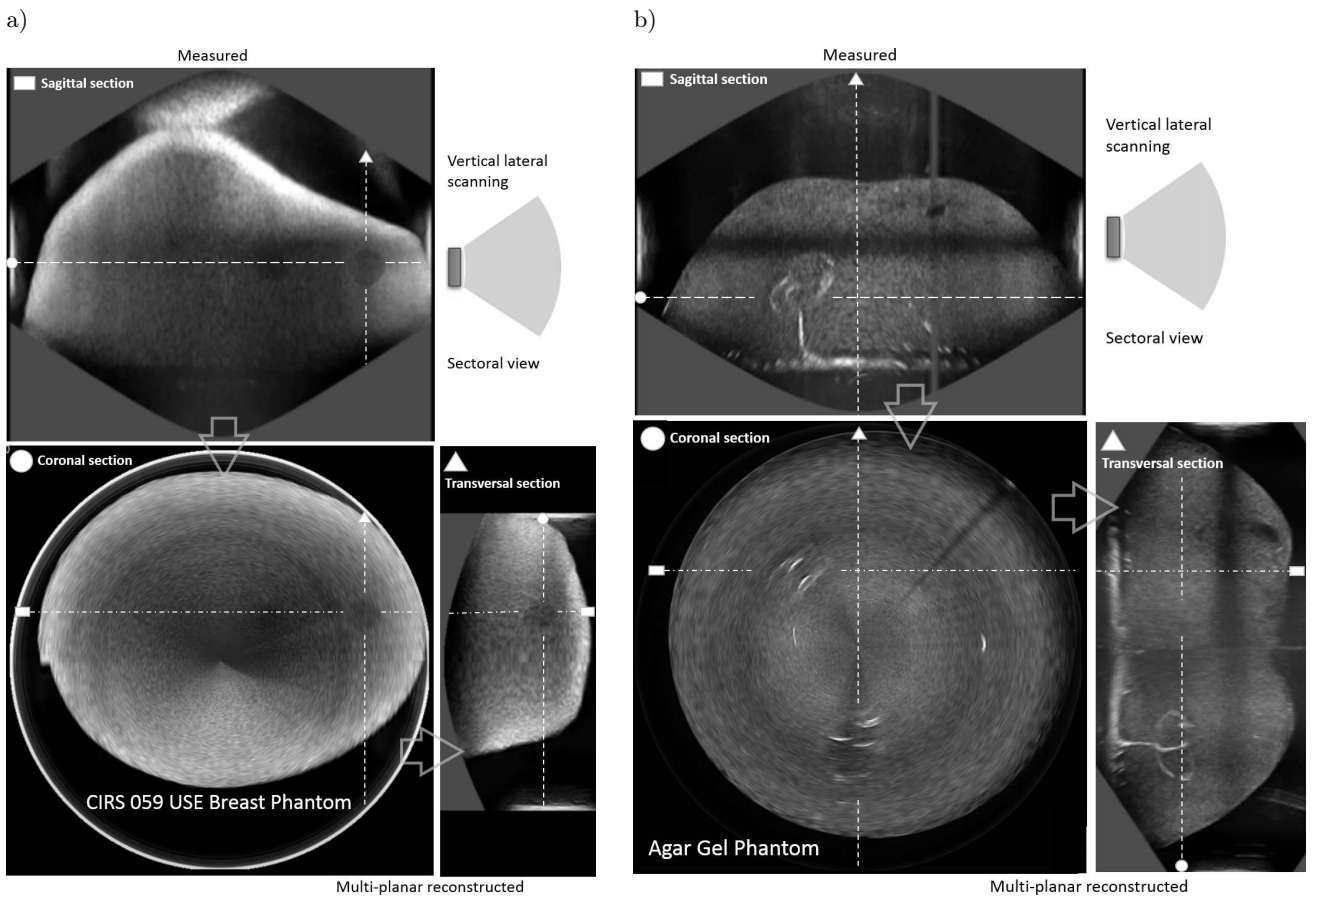 a)
Measured
Sagittal section
Vertical lateral
scanning
Sectoral view
Coronal section
Transversal section
CIRS 059 USE Breast Phantom
Multi-planar reconstructed
b)
Measured
Sagittal section
Vertical lateral
scanning
Sectoral view
Coronal section
Transversal section
Agar Gel Phantom
Multi-planar reconstructed